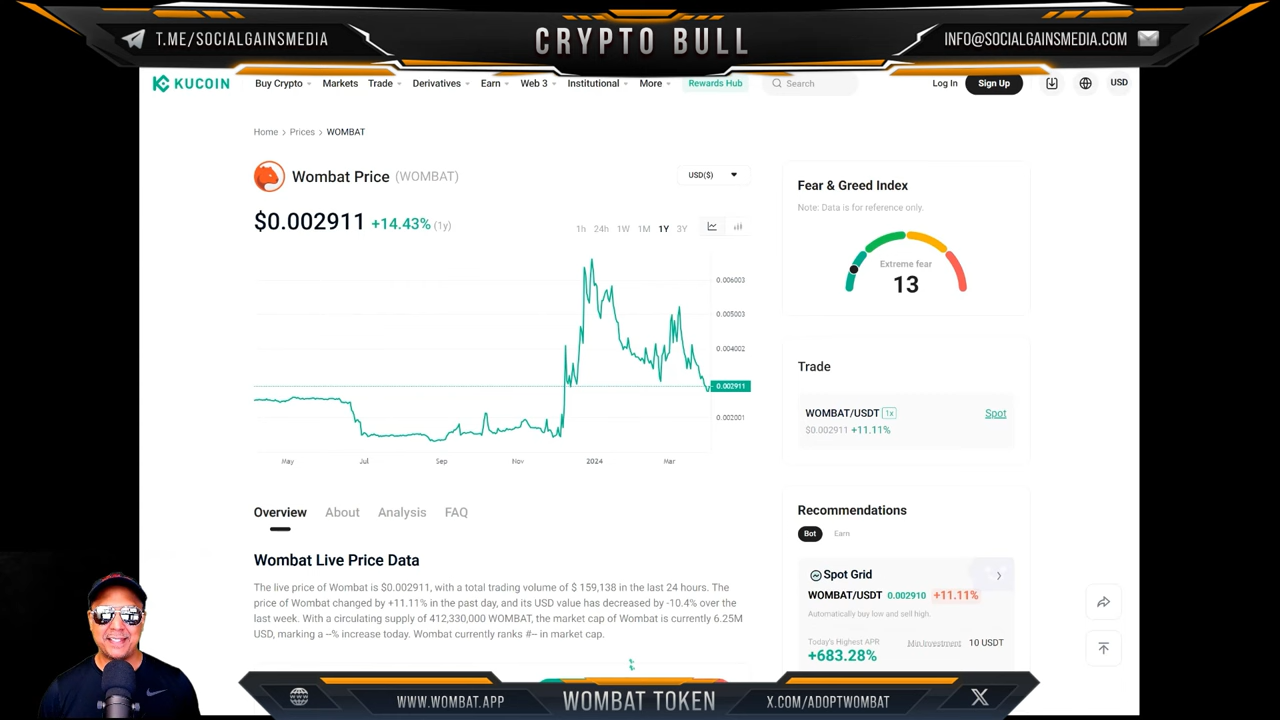 T.ME/SOCIALGAINSMEDIA
CRYPTO BULL
INFO@SOCIALGAINSMEDIA.COM
KUCOIN
Buy Crypto Markets Trade Derivatives Earn Web 3 Institutional More Rewards Hub Search Log In Sign Up USD
Home > Prices > WOMBAT
Wombat Price (WOMBAT)
USD($)
$0.002911 +14.43% (1y)
1h 24h 1W 1M 1Y 3Y
0.006003
0.005003
0.004002
0.002911
0.002001
May Jul Sep Nov 2024 Mar
Fear & Greed Index
Note: Data is for reference only.
Extreme fear
13
Trade
WOMBAT/USDT 1x Spot
$0.002911 +11.11%
Overview About Analysis FAQ
Wombat Live Price Data
The live price of Wombat is $0.002911, with a total trading volume of $ 159,138 in the last 24 hours. The
price of Wombat changed by +11.11% in the past day, and its USD value has decreased by -10.4% over the
last week. With a circulating supply of 412,330,000 WOMBAT, the market cap of Wombat is currently 6.25M
USD, marking a --% increase today. Wombat currently ranks #-- in market cap.
Recommendations
Bot Earn
Spot Grid
WOMBAT/USDT 0.002910 +11.11%
Automatically buy low and sell high.
Today's Highest APR Min Investment 10 USDT
+683.28%
WWW.WOMBAT.APP
WOMBAT TOKEN
X.COM/ADOPTWOMBAT